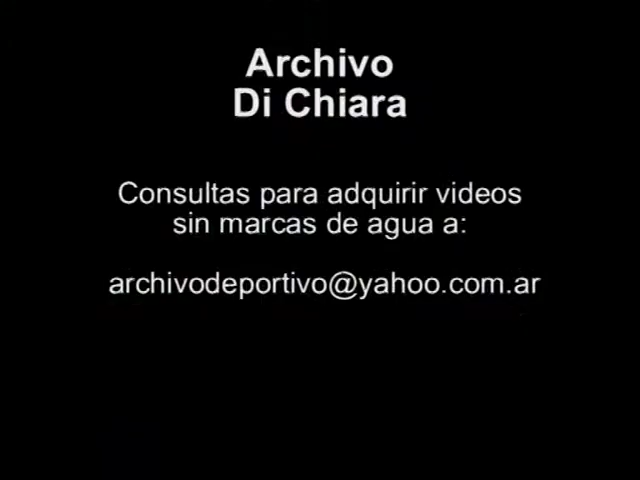 Archivo
Di Chiara
Consultas para adquirir videos
sin marcas de agua a:
archivodeportivo@yahoo.com.ar